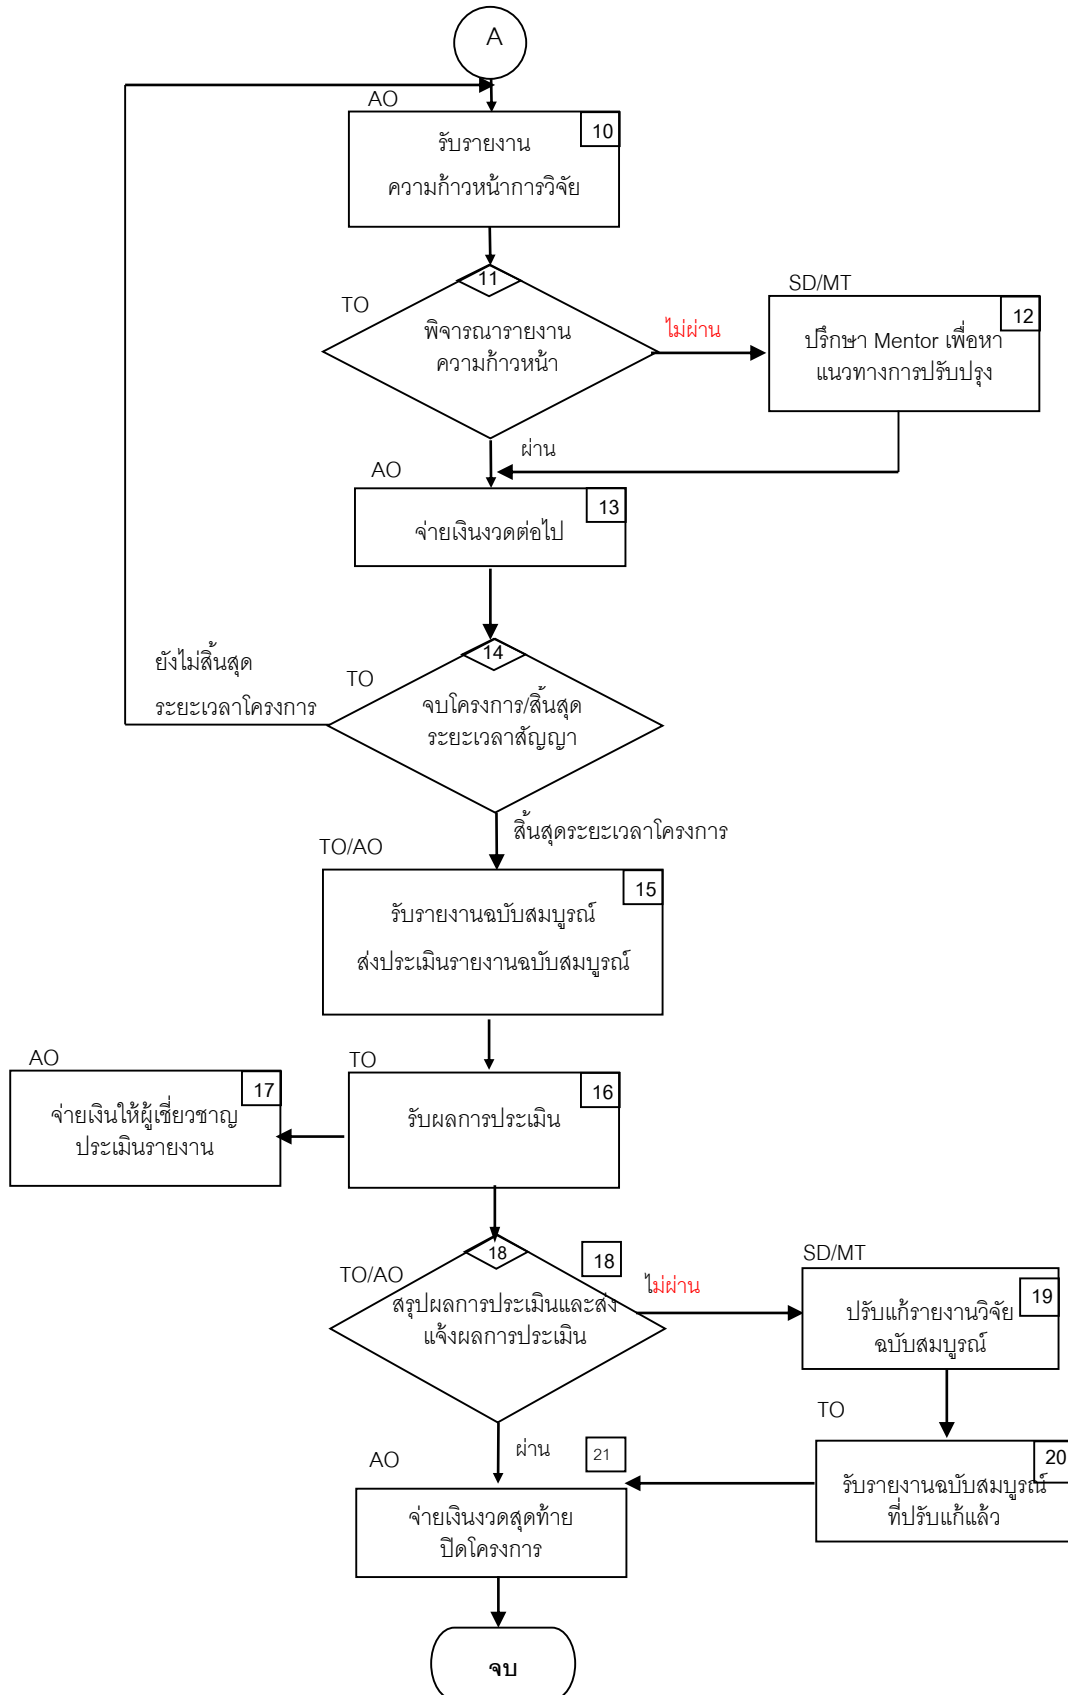 A
AO
10
รับรายงาน
ความก้าวหน้าการวิจัย
11
TO
พิจารณารายงาน
ความก้าวหน้า
ไม่ผ่าน
SD/MT
12
ปรึกษา Mentor เพื่อหา
แนวทางการปรับปรุง
ผ่าน
AO
13
จ่ายเงินงวดต่อไป
14
TO
จบโครงการ/สิ้นสุด
ระยะเวลาสัญญา
ยังไม่สิ้นสุด
ระยะเวลาโครงการ
สิ้นสุดระยะเวลาโครงการ
TO/AO
15
รับรายงานฉบับสมบูรณ์
ส่งประเมินรายงานฉบับสมบูรณ์
TO
16
รับผลการประเมิน
AO
17
จ่ายเงินให้ผู้เชี่ยวชาญ
ประเมินรายงาน
18
18
TO/AO
สรุปผลการประเมินและส่ง
แจ้งผลการประเมิน
ไม่ผ่าน
SD/MT
19
ปรับแก้รายงานวิจัย
ฉบับสมบูรณ์
TO
20
รับรายงานฉบับสมบูรณ์
ที่ปรับแก้แล้ว
ผ่าน
21
AO
จ่ายเงินงวดสุดท้าย
ปิดโครงการ
จบ